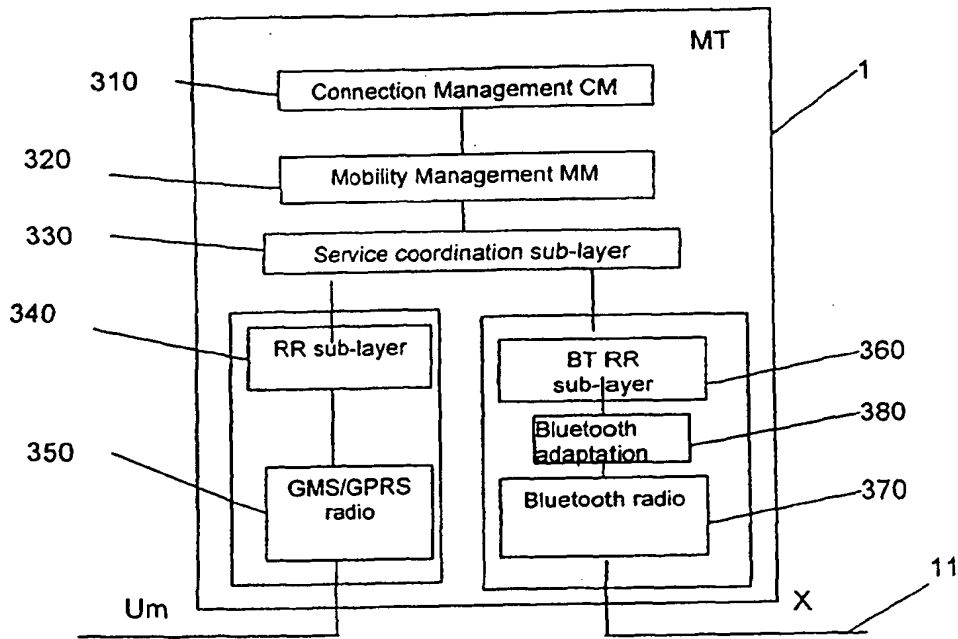 MT
310
Connection Management CM
1
320
Mobility Management MM
330
Service coordination sub-layer
340
RR sub-layer
BT RR
sub-layer
360
Bluetooth
adaptation
380
350
GMS/GPRS
radio
Bluetooth radio
370
Um
X
11